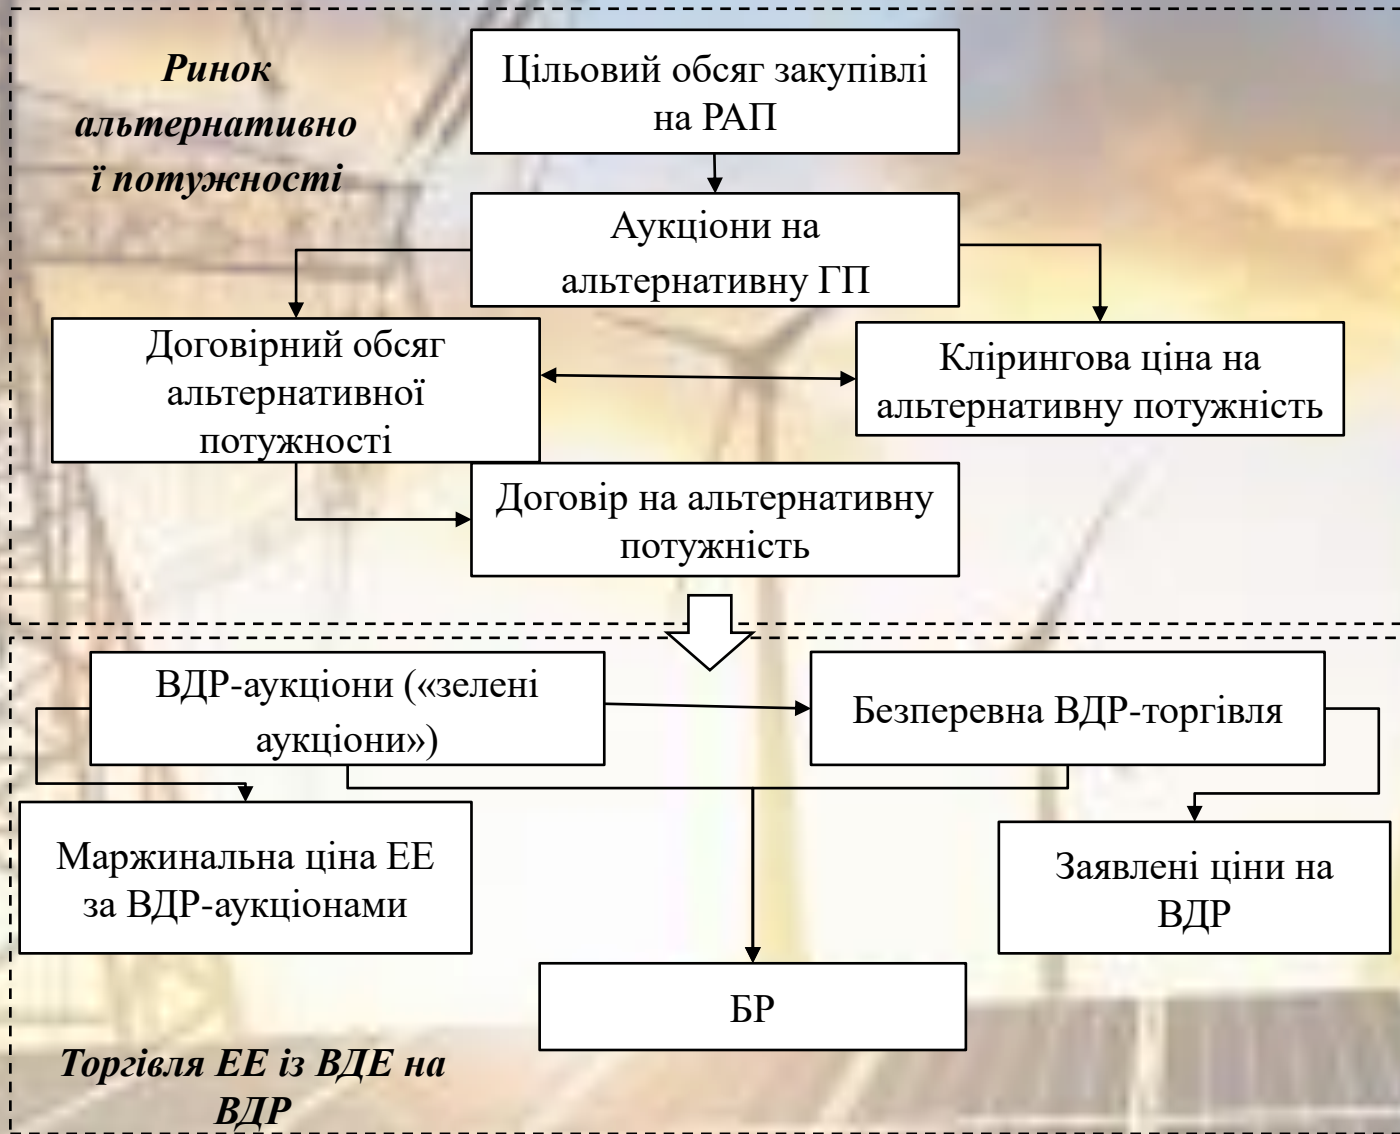 Ринок
альтернативно
ї потужності
Цільовий обсяг закупівлі
на РАП
Аукціони на
альтернативну ГП
Договірний обсяг
альтернативної
потужності
Клірингова ціна на
альтернативну потужність
Договір на альтернативну
потужність
ВДР-аукціони («зелені
аукціони»)
Безперевна ВДР-торгівля
Маржинальна ціна ЕЕ
за ВДР-аукціонами
Заявлені ціни на
ВДР
БР
Торгівля ЕЕ із ВДЕ на
ВДР